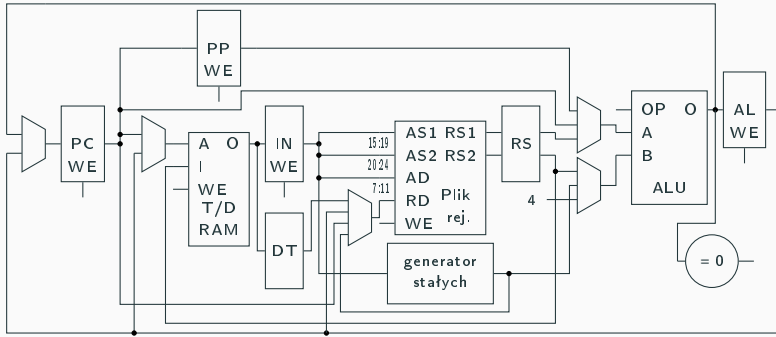 PP
WE
PC
WE
A O
I
WE
T/D
RAM
IN
WE
DT
15:19
20:24
7:11
AS1 RS1
AS2 RS2
AD
RD
WE
Plik
rej.
RS
generator
stałych
4
OP O
A
B
ALU
AL
WE
= 0